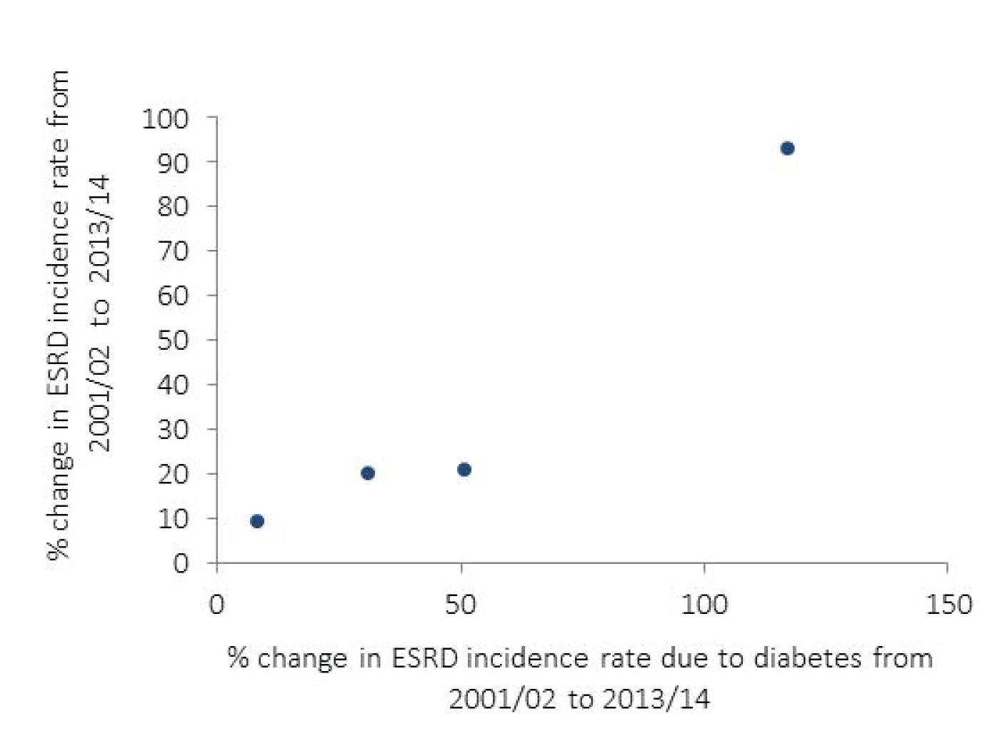 % change in ESRD incidence rate from
2001/02 to 2013/14
100
90
80
70
60
50
40
30
20
10
0
0 50 100 150
% change in ESRD incidence rate due to diabetes from
2001/02 to 2013/14